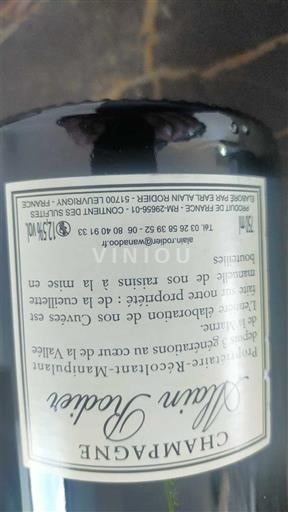 CHAMPAGNE
Alain Rodier
Propriétaire-Récoltant-Manipulant
depuis 3 générations au cœur de la Vallée
de la Marne.
L'entière élaboration de nos Cuvées est
faite sur notre propriété : de la cueillette
manuelle de nos raisins à la mise en
bouteilles
VINIOU
alain.rodier@wanadoo.fr
Tél. 03 26 58 39 52 - 06 80 40 91 33
750ml
12,5% vol.
PRODUIT DE FRANCE - RM-29656-01 - CONTIENT DES SULFITES
ÉLABORÉ PAR EARL ALAIN RODIER - 51700 LEUVRIGNY - FRANCE